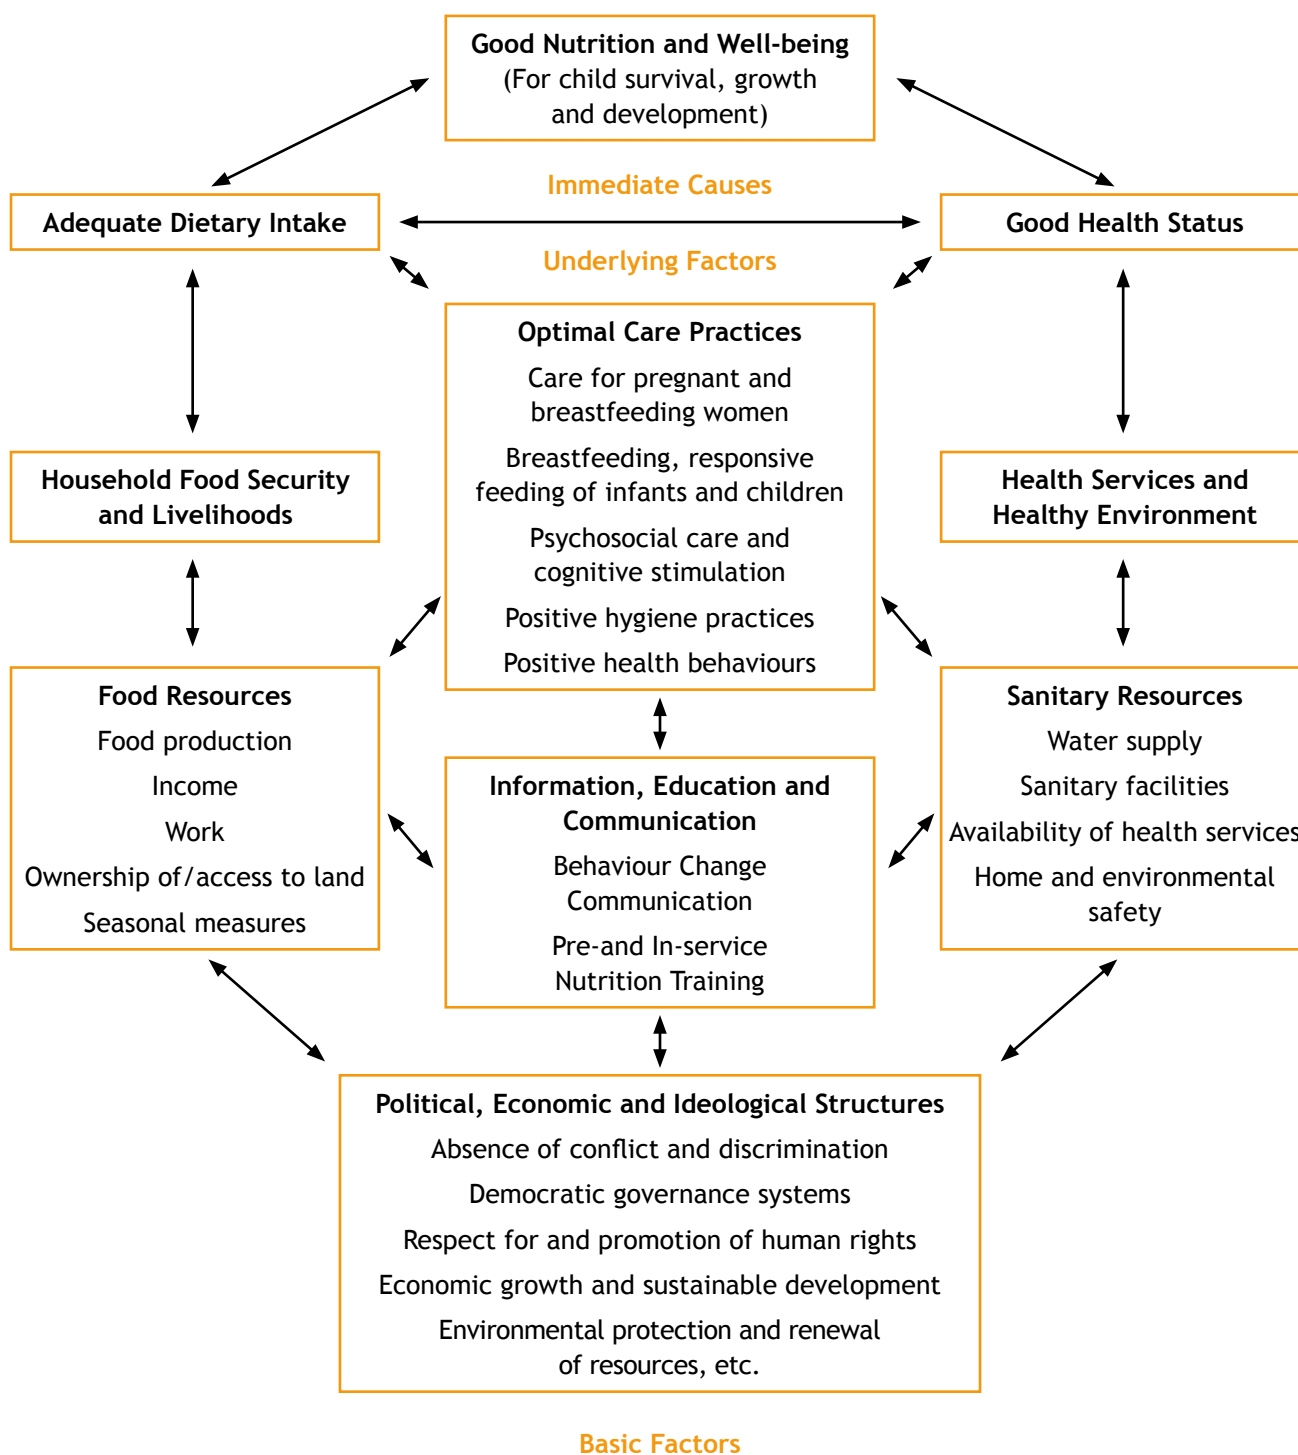 Good Nutrition and Well-being
(For child survival, growth
and development)
Immediate Causes
Adequate Dietary Intake
Good Health Status
Underlying Factors
Optimal Care Practices
Care for pregnant and
breastfeeding women
Breastfeeding, responsive
feeding of infants and children
Psychosocial care and
cognitive stimulation
Positive hygiene practices
Positive health behaviours
Household Food Security
and Livelihoods
Health Services and
Healthy Environment
Food Resources
Food production
Income
Work
Ownership of/access to land
Seasonal measures
Information, Education and
Communication
Behaviour Change
Communication
Pre-and In-service
Nutrition Training
Sanitary Resources
Water supply
Sanitary facilities
Availability of health services
Home and environmental
safety
Political, Economic and Ideological Structures
Absence of conflict and discrimination
Democratic governance systems
Respect for and promotion of human rights
Economic growth and sustainable development
Environmental protection and renewal
of resources, etc.
Basic Factors